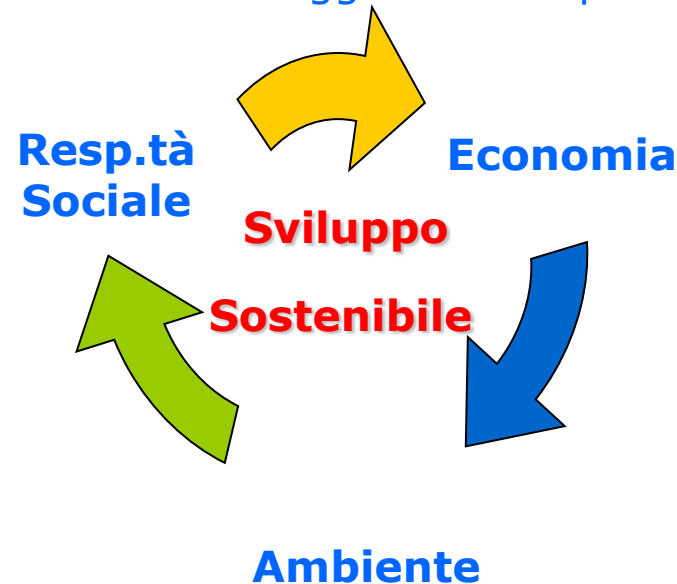 Resp.tà
Sociale
Economia
Sviluppo
Sostenibile
Ambiente